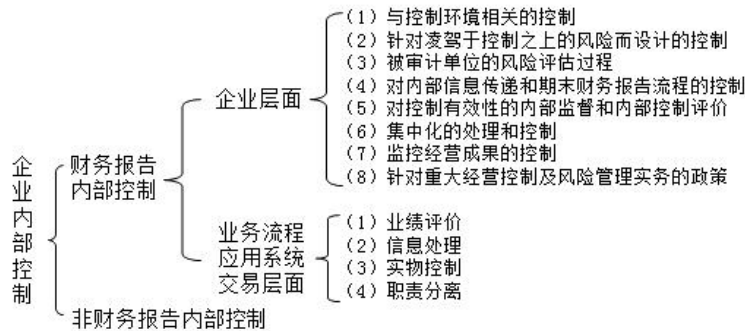 企业内部控制
财务报告
内部控制
企业层面
(1) 与控制环境相关的控制
(2) 针对凌驾于控制之上的风险而设计的控制
(3) 被审计单位的风险评估过程
(4) 对内部信息传递和期末财务报告流程的控制
(5) 对控制有效性的内部监督和内部控制评价
(6) 集中化的处理和控制
(7) 监控经营成果的控制
(8) 针对重大经营控制及风险管理实务的政策
业务流程
应用系统
交易层面
(1) 业绩评价
(2) 信息处理
(3) 实物控制
(4) 职责分离
非财务报告内部控制